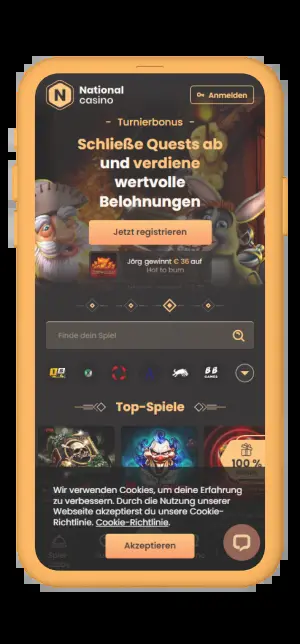 N
National
casino
Anmelden
Turnierbonus
Schließe Quests ab
und verdiene
wertvolle
Belohnungen
Jetzt registrieren
Jörg gewinnt € 36 auf
Hot to burn
Finde dein Spiel
Top-Spiele
100 %
Wir verwenden Cookies, um deine Erfahrung
zu verbessern. Durch die Nutzung unserer
Webseite akzeptierst du unsere Cookie-
Richtlinie. Cookie-Richtlinie.
Akzeptieren